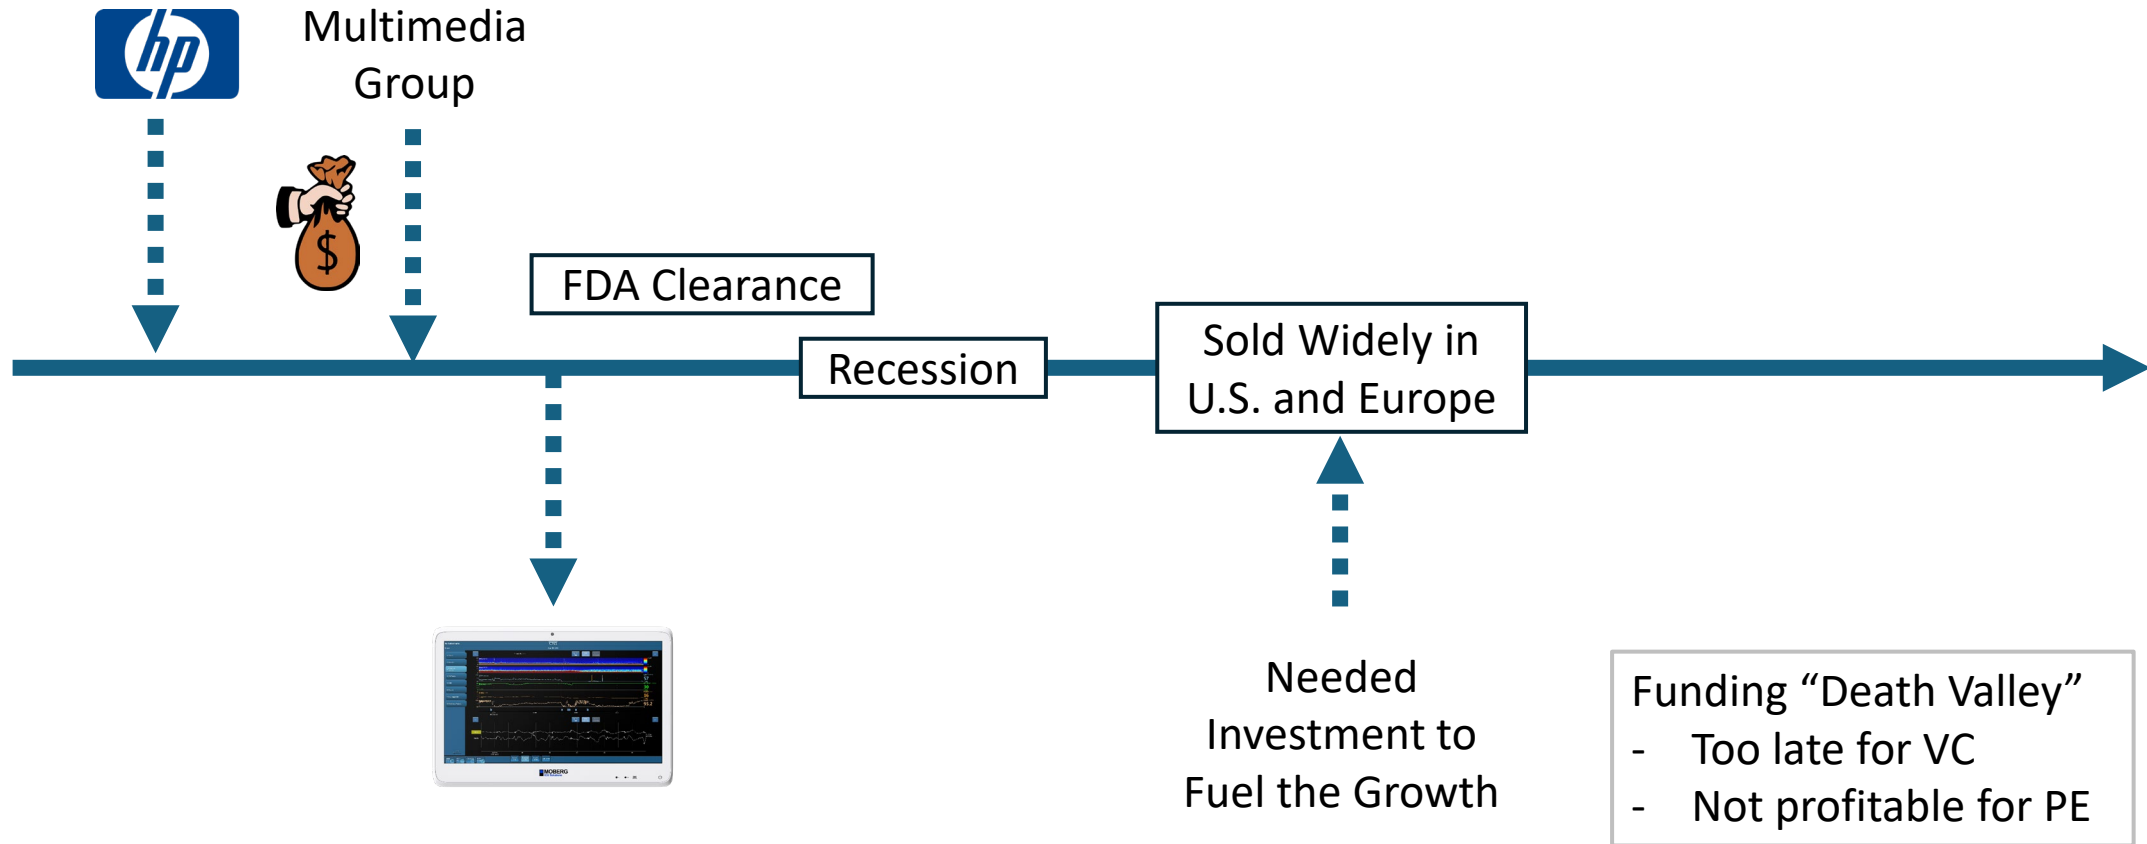 hp
Multimedia
Group
$
FDA Clearance
Recession
Sold Widely in
U.S. and Europe
MOBERG
Needed
Investment to
Fuel the Growth
Funding “Death Valley”
- Too late for VC
- Not profitable for PE